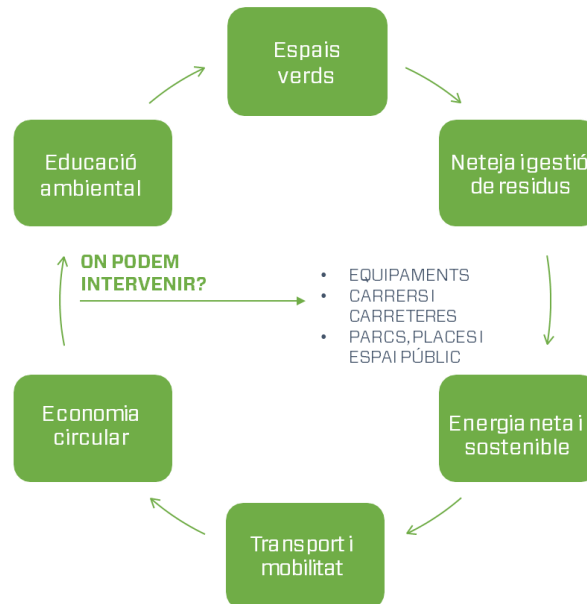 Espais
verds
Neteja i gestió
de residus
Energia neta i
sostenible
Transport i
mobilitat
Economia
circular
Educació
ambiental
ON PODEM
INTERVENIR?
• EQUIPAMENTS
• CARRERS I
CARRETERES
• PARCS, PLACES I
ESPAI PÚBLIC